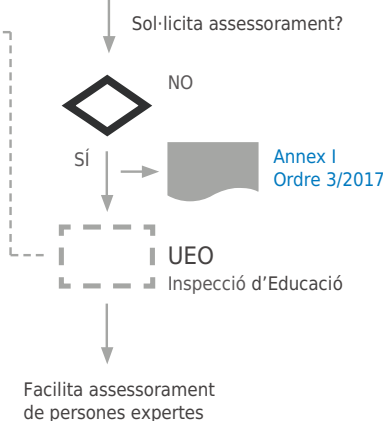 Sol·licita assessorament?
NO
SÍ
Annex I
Ordre 3/2017
UEO
Inspecció d'Educació
Facilita assessorament
de persones expertes